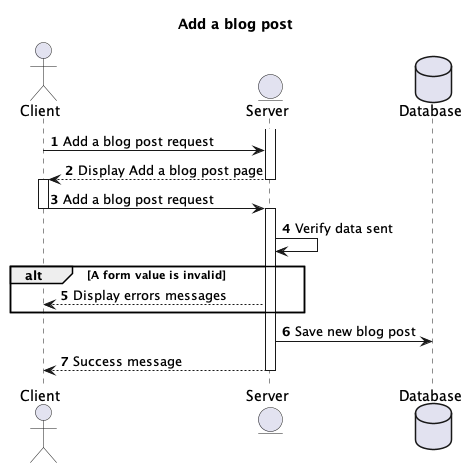 Add a blog post
Client
Server
Database
1 Add a blog post request
2 Display Add a blog post page
3 Add a blog post request
4 Verify data sent
alt [A form value is invalid]
5 Display errors messages
6 Save new blog post
7 Success message
Client
Server
Database